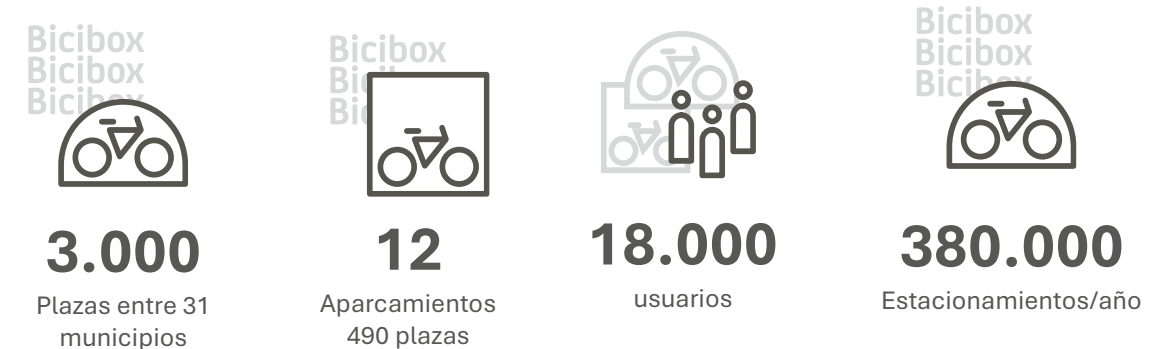 Bicibox
Bicibox
Bicibox
3.000
Plazas entre 31
municipios
Bicibox
12
Aparcamientos
490 plazas
18.000
usuarios
Bicibox
Bicibox
Bicibox
380.000
Estacionamientos/año